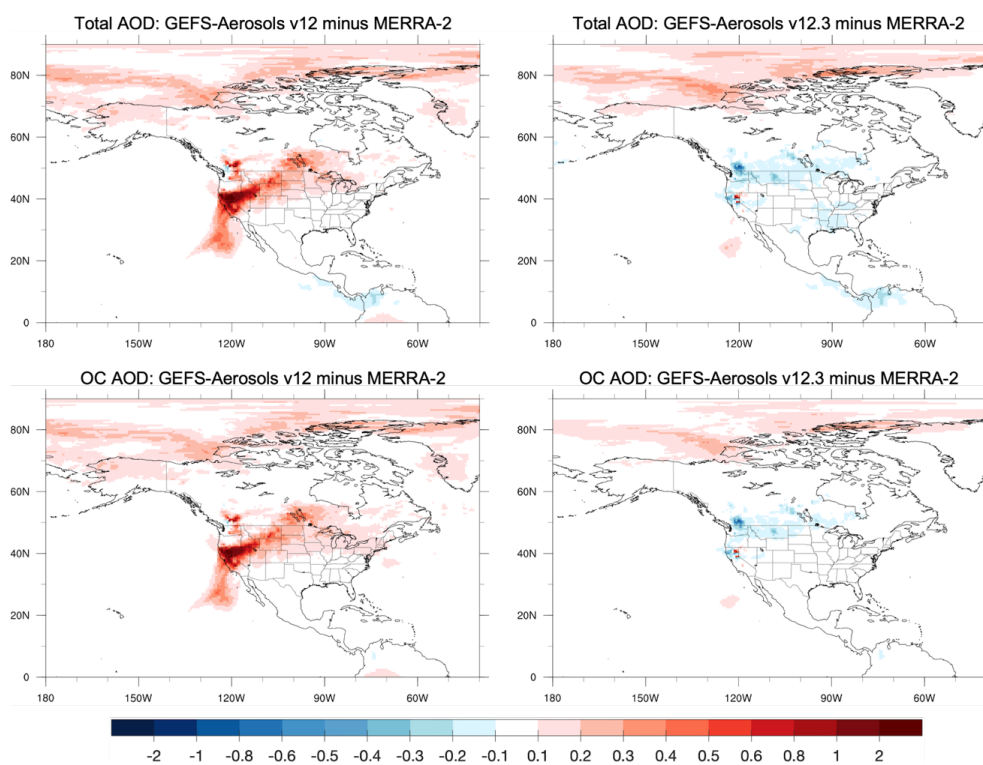 Total AOD: GEFS-Aerosols v12 minus MERRA-2
80N
60N
40N
20N
0
180
150W
120W
90W
60W
Total AOD: GEFS-Aerosols v12.3 minus MERRA-2
80N
60N
40N
20N
0
180
150W
120W
90W
60W
OC AOD: GEFS-Aerosols v12 minus MERRA-2
80N
60N
40N
20N
0
180
150W
120W
90W
60W
OC AOD: GEFS-Aerosols v12.3 minus MERRA-2
80N
60N
40N
20N
0
180
150W
120W
90W
60W
-2 -1 -0.8 -0.6 -0.5 -0.3 -0.2 -0.1 0.1 0.2 0.3 0.4 0.5 0.6 0.8 1 2